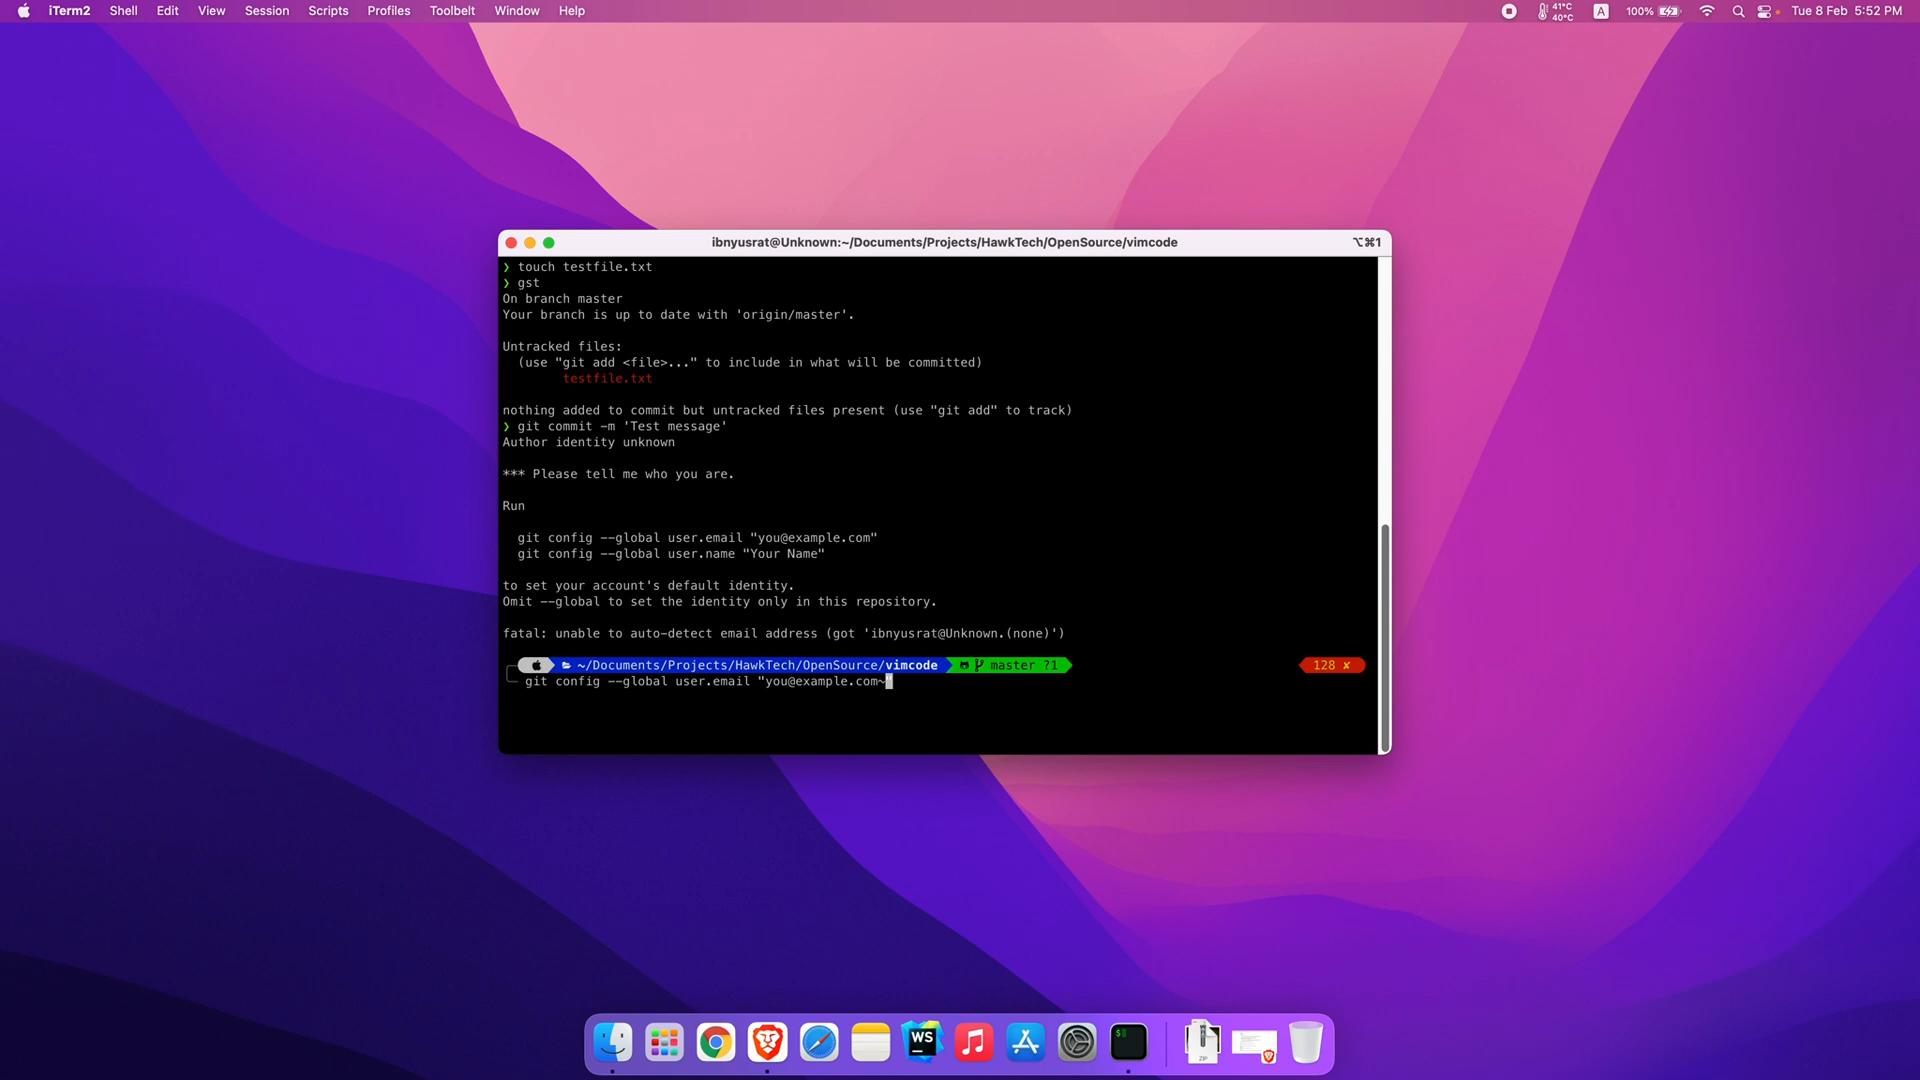 iTerm2 Shell Edit View Session Scripts Profiles Toolbelt Window Help 41°C 40°C A 100% Tue 8 Feb 5:52 PM
ibnyusrat@Unknown:~/Documents/Projects/HawkTech/OpenSource/vimcode ⌥⌘1
❯ touch testfile.txt
❯ gst
On branch master
Your branch is up to date with 'origin/master'.
Untracked files:
(use "git add <file>..." to include in what will be committed)
testfile.txt
nothing added to commit but untracked files present (use "git add" to track)
❯ git commit -m 'Test message'
Author identity unknown
*** Please tell me who you are.
Run
git config --global user.email "you@example.com"
git config --global user.name "Your Name"
to set your account's default identity.
Omit --global to set the identity only in this repository.
fatal: unable to auto-detect email address (got 'ibnyusrat@Unknown.(none)')
~/Documents/Projects/HawkTech/OpenSource/vimcode master ?1 128 ✘
git config --global user.email "you@example.com~"
WS
$
ZIP